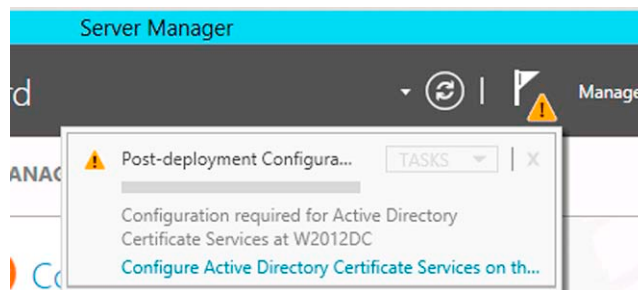 Server Manager
rd
Manage
ANAG
Post-deployment Configura...
TASKS
X
Configuration required for Active Directory
Certificate Services at W2012DC
Configure Active Directory Certificate Services on th...
Co